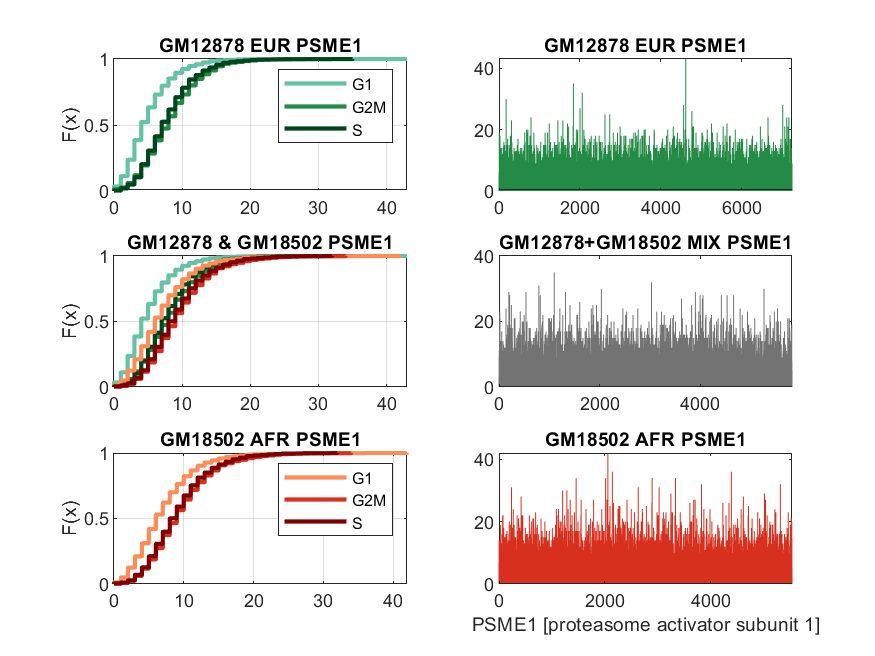 GM12878 EUR PSME1
1
0.5
0
F(x)
0 10 20 30 40
G1
G2M
S
GM12878 EUR PSME1
40
20
0
0 2000 4000 6000
GM12878 & GM18502 PSME1
1
0.5
0
F(x)
0 10 20 30 40
GM12878+GM18502 MIX PSME1
40
20
0
0 2000 4000
GM18502 AFR PSME1
1
0.5
0
F(x)
0 10 20 30 40
G1
G2M
S
GM18502 AFR PSME1
40
20
0
0 2000 4000
PSME1 [proteasome activator subunit 1]